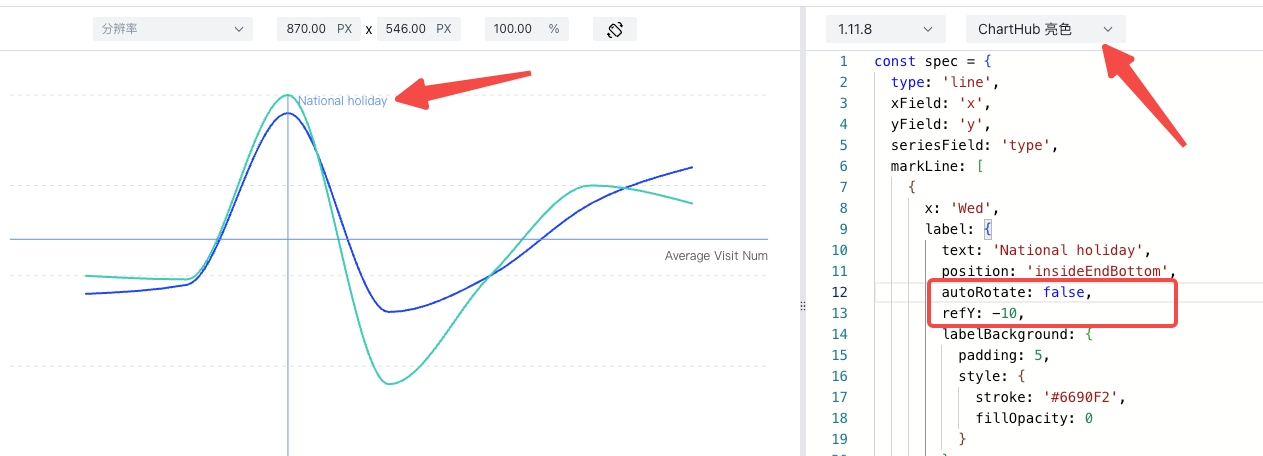 分辨率 870.00 PX x 546.00 PX 100.00 %
1.11.8 ChartHub 亮色
National holiday
Average Visit Num
1 const spec = {
2 type: 'line',
3 xField: 'x',
4 yField: 'y',
5 seriesField: 'type',
6 markLine: [
7 {
8 x: 'Wed',
9 label: {
10 text: 'National holiday',
11 position: 'insideEndBottom',
12 autoRotate: false,
13 refY: -10,
14 labelBackground: {
15 padding: 5,
16 style: {
17 stroke: '#6690F2',
18 fillOpacity: 0
19 }